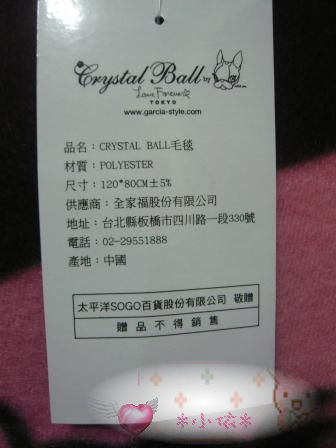 Crystal Ball by
Love Forever
TOKYO
www.garcia-style.com
品名：CRYSTAL BALL毛毯
材質：POLYESTER
尺寸：120*80CM±5%
供應商：全家福股份有限公司
地址：台北縣板橋市四川路一段330號
電話：02-29551888
產地：中國
太平洋SOGO百貨股份有限公司 敬贈
贈品不得銷售